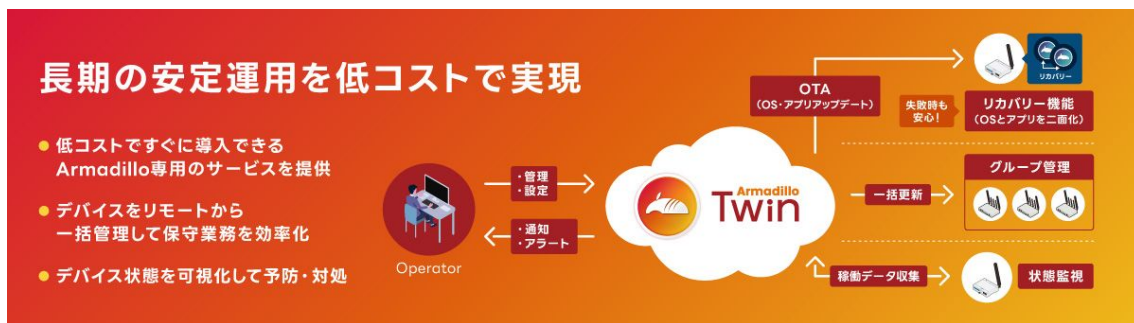 長期の安定運用を低コストで実現
● 低コストですぐに導入できる
Armadillo専用のサービスを提供
● デバイスをリモートから
一括管理して保守業務を効率化
● デバイス状態を可視化して予防・対処
Operator
・管理
・設定
・通知
・アラート
Armadillo
Twin
OTA
(OS・アプリアップデート)
リカバリー
失敗時も
安心!
リカバリー機能
(OSとアプリを二面化)
一括更新
グループ管理
稼働データ収集
状態監視